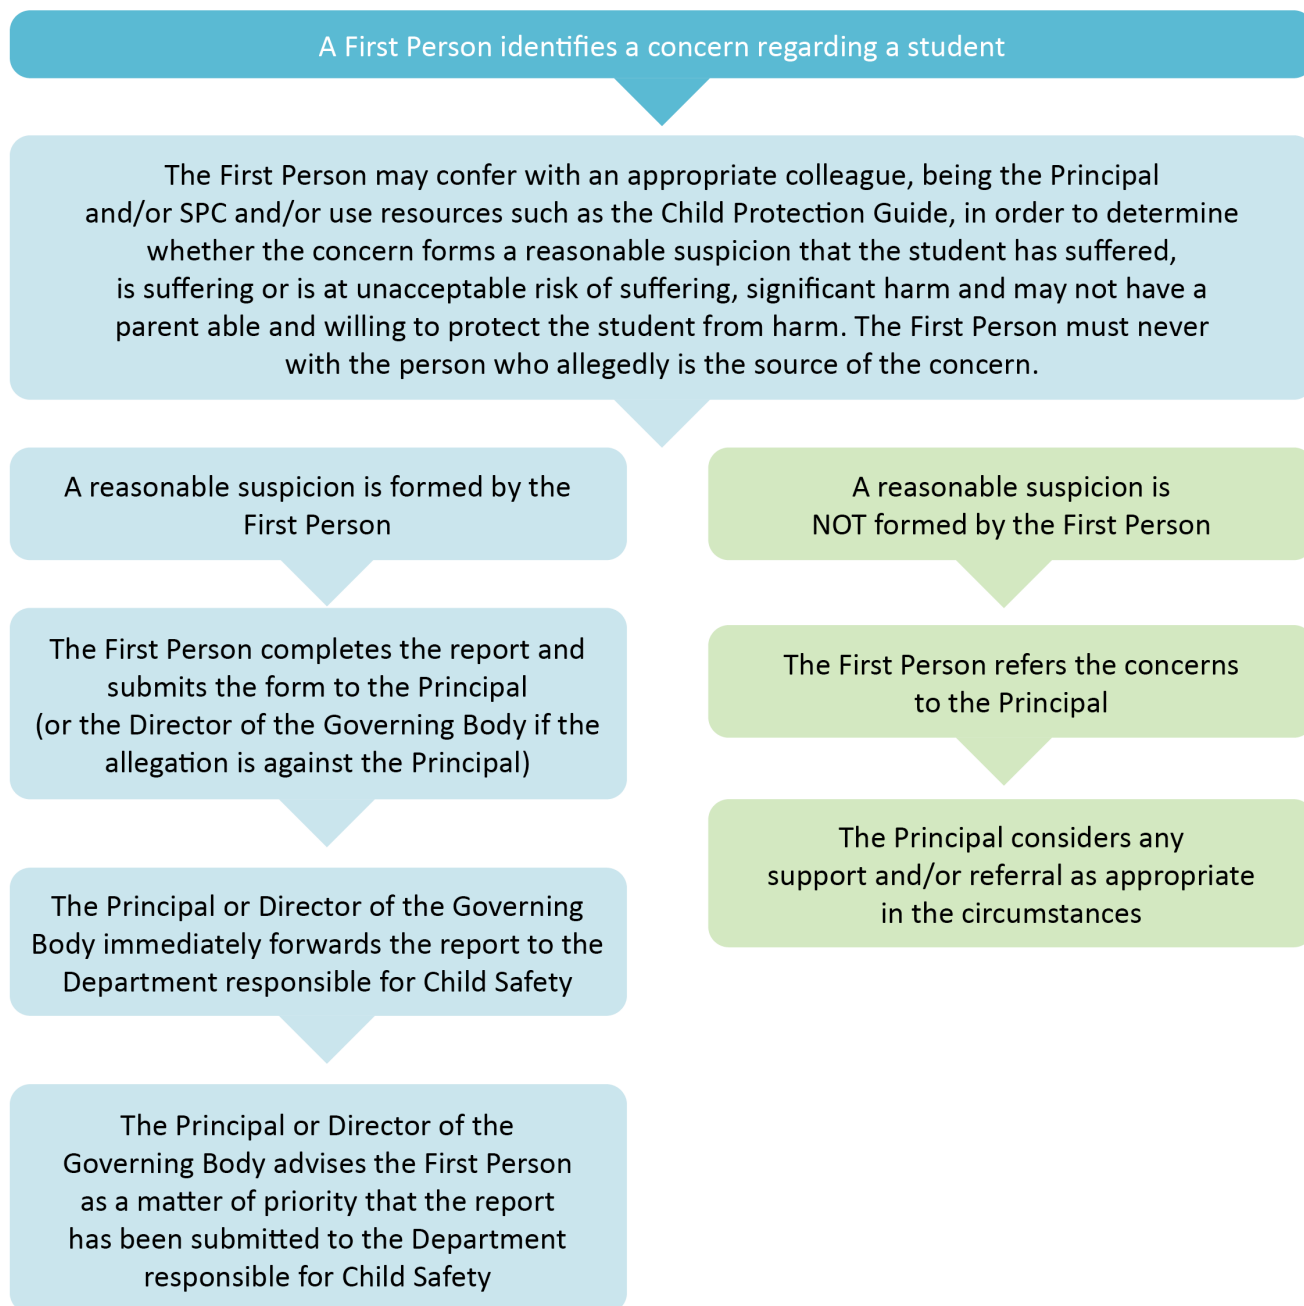 A First Person identifies a concern regarding a student
The First Person may confer with an appropriate colleague, being the Principal
and/or SPC and/or use resources such as the Child Protection Guide, in order to determine
whether the concern forms a reasonable suspicion that the student has suffered,
is suffering or is at unacceptable risk of suffering, significant harm and may not have a
parent able and willing to protect the student from harm. The First Person must never
with the person who allegedly is the source of the concern.
A reasonable suspicion is formed by the
First Person
The First Person completes the report and
submits the form to the Principal
(or the Director of the Governing Body if the
allegation is against the Principal)
The Principal or Director of the Governing
Body immediately forwards the report to the
Department responsible for Child Safety
The Principal or Director of the
Governing Body advises the First Person
as a matter of priority that the report
has been submitted to the Department
responsible for Child Safety
A reasonable suspicion is
NOT formed by the First Person
The First Person refers the concerns
to the Principal
The Principal considers any
support and/or referral as appropriate
in the circumstances